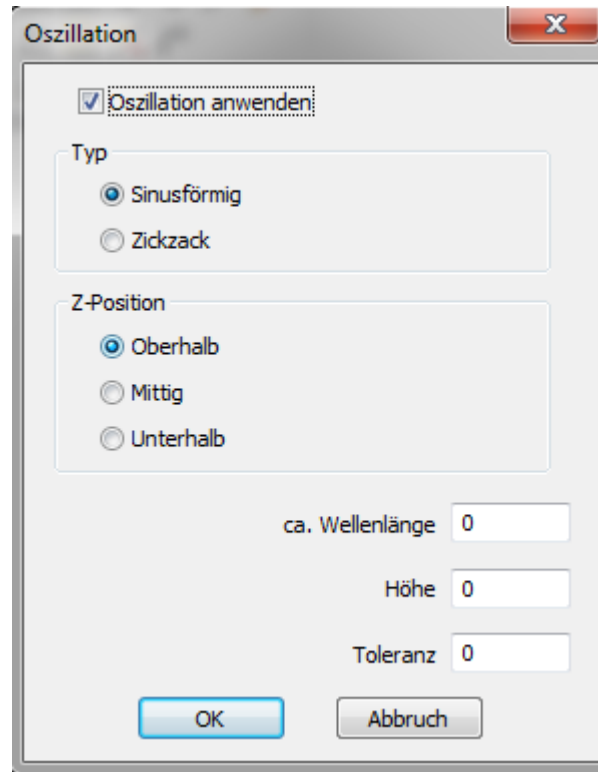 Oszillation
Oszillation anwenden
Typ
Sinusförmig
Zickzack
Z-Position
Oberhalb
Mittig
Unterhalb
ca. Wellenlänge 0
Höhe 0
Toleranz 0
OK Abbruch